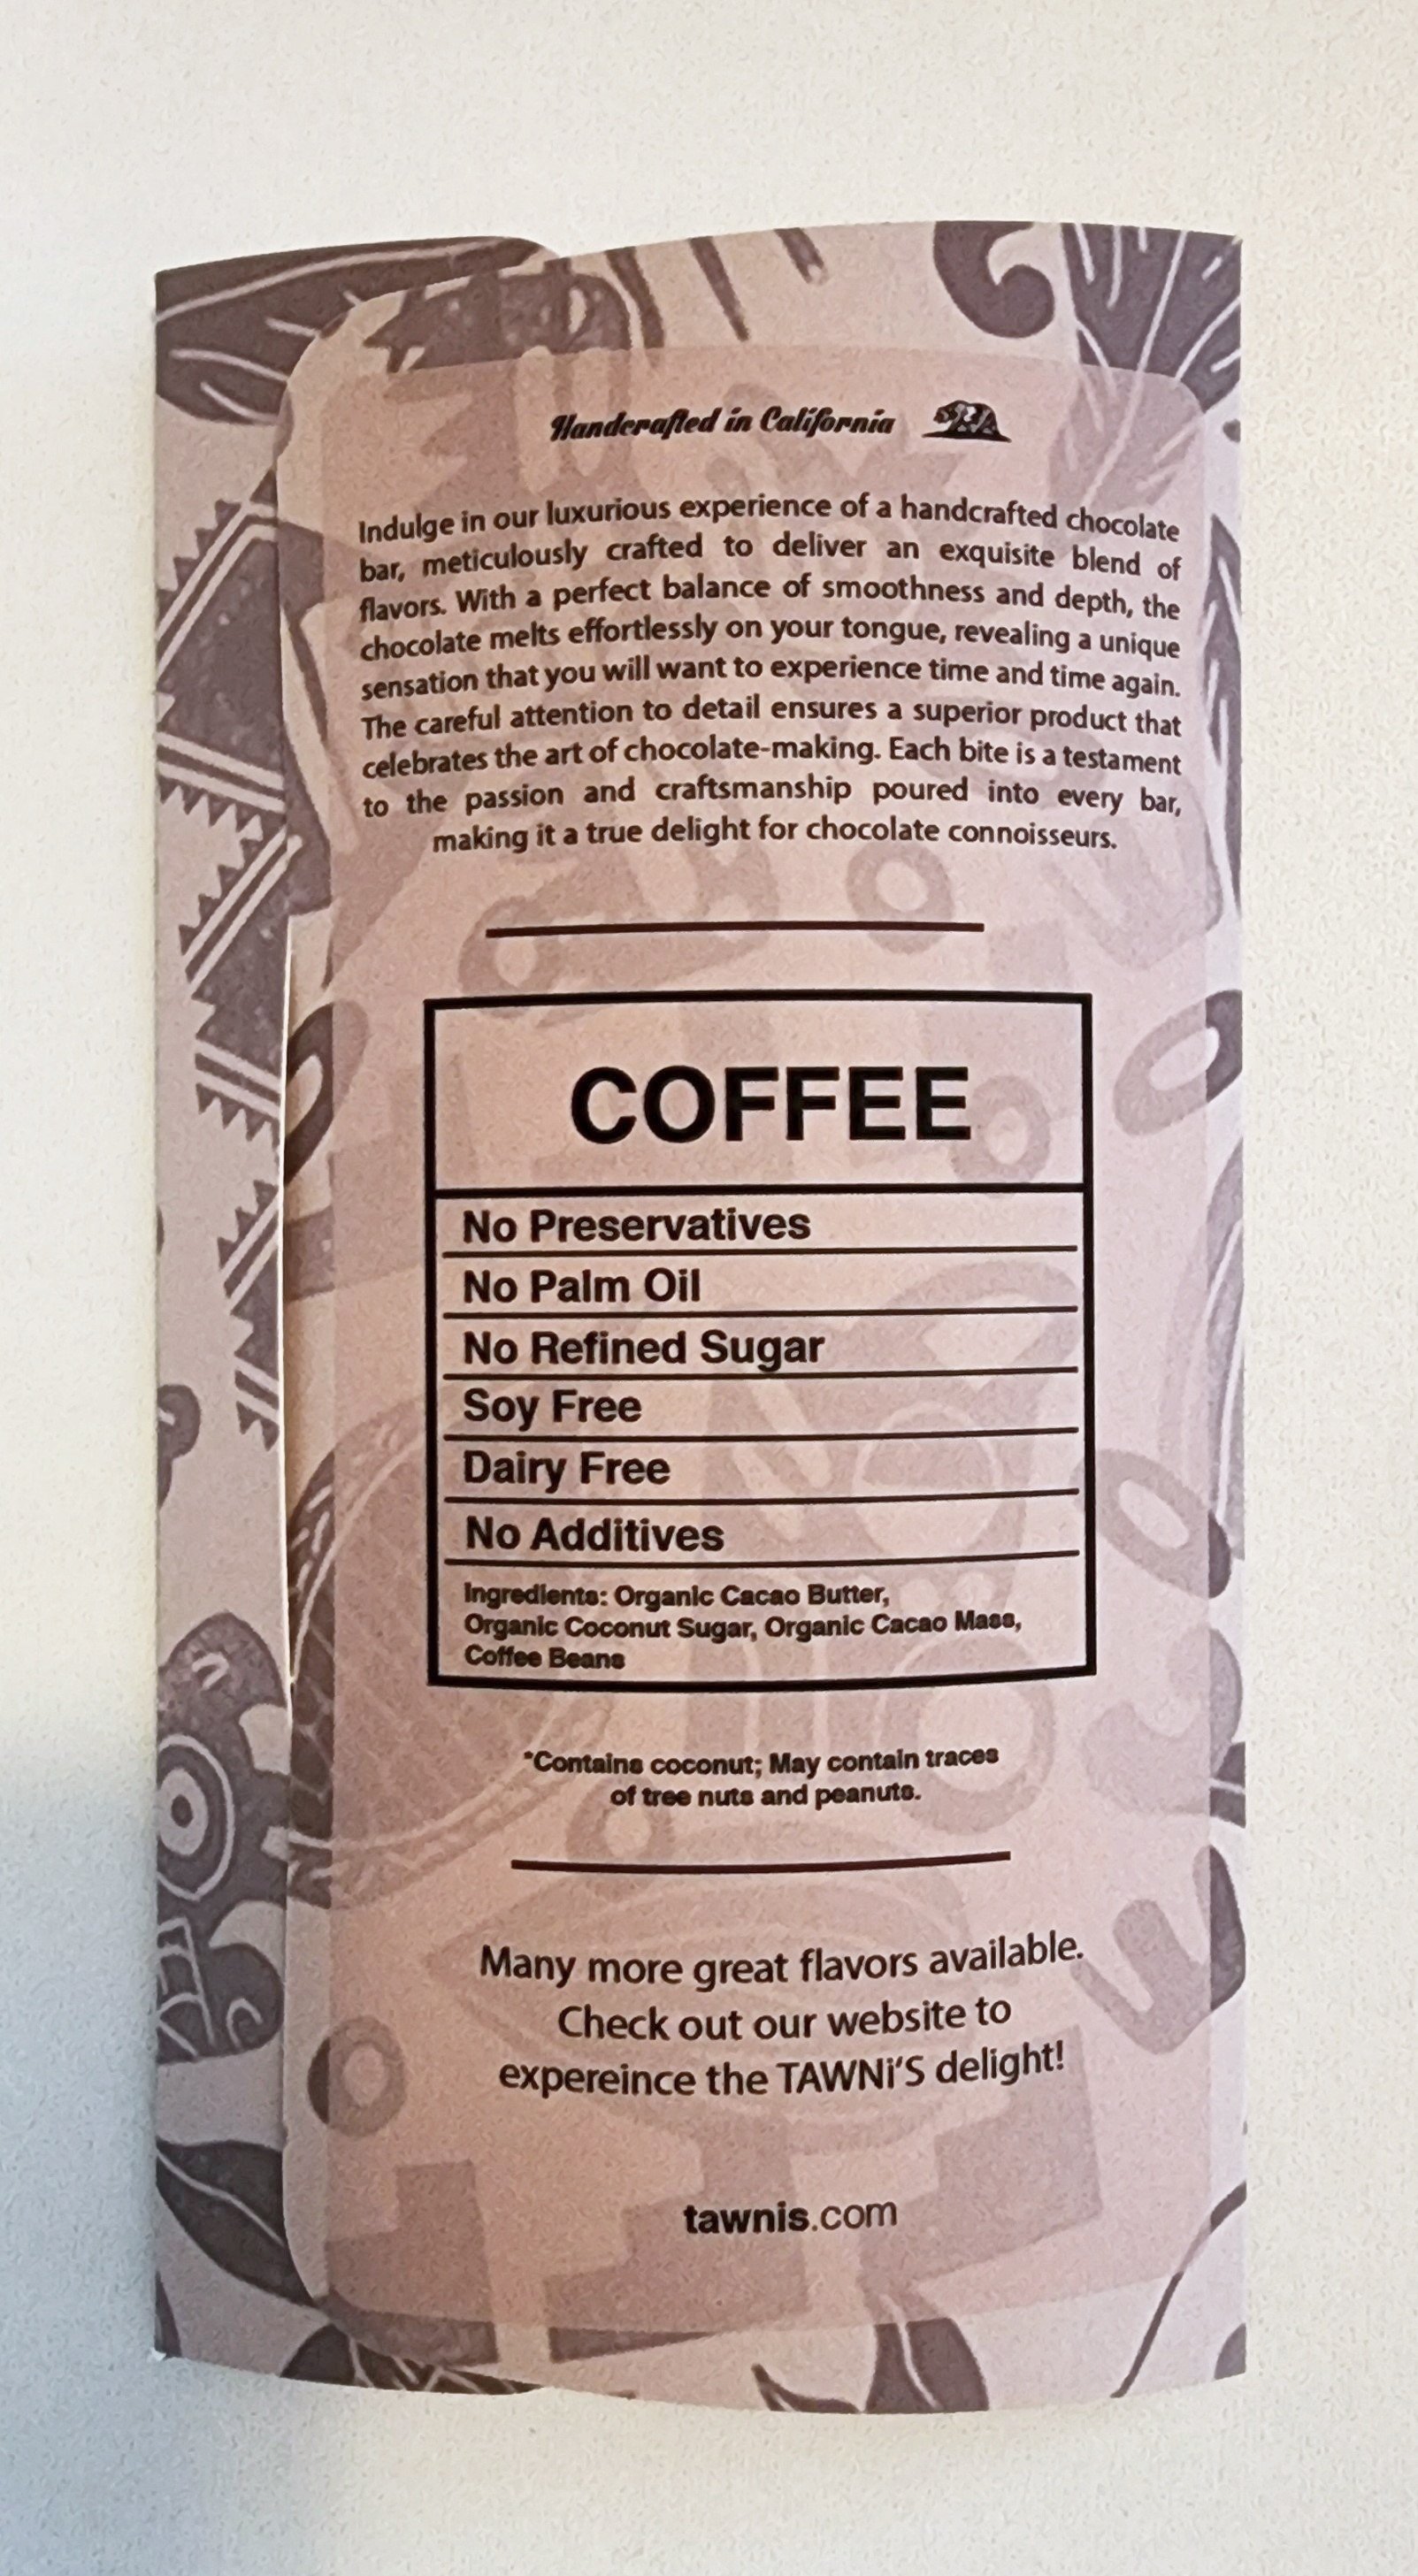 Handcrafted in California
Indulge in our luxurious experience of a handcrafted chocolate
bar, meticulously crafted to deliver an exquisite blend of
flavors. With a perfect balance of smoothness and depth, the
chocolate melts effortlessly on your tongue, revealing a unique
sensation that you will want to experience time and time again.
The careful attention to detail ensures a superior product that
celebrates the art of chocolate-making. Each bite is a testament
to the passion and craftsmanship poured into every bar,
making it a true delight for chocolate connoisseurs.
COFFEE
No Preservatives
No Palm Oil
No Refined Sugar
Soy Free
Dairy Free
No Additives
Ingredients: Organic Cacao Butter,
Organic Coconut Sugar, Organic Cacao Mass,
Coffee Beans
*Contains coconut; May contain traces
of tree nuts and peanuts.
Many more great flavors available.
Check out our website to
expereince the TAWNi'S delight!
tawnis.com